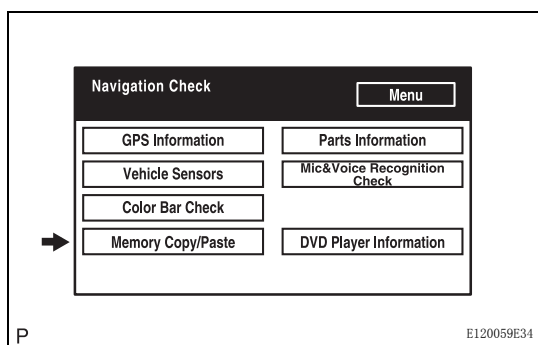 Navigation Check
Menu
GPS Information
Parts Information
Vehicle Sensors
Mic&Voice Recognition
Check
Color Bar Check
Memory Copy/Paste
DVD Player Information
P
E120059E34